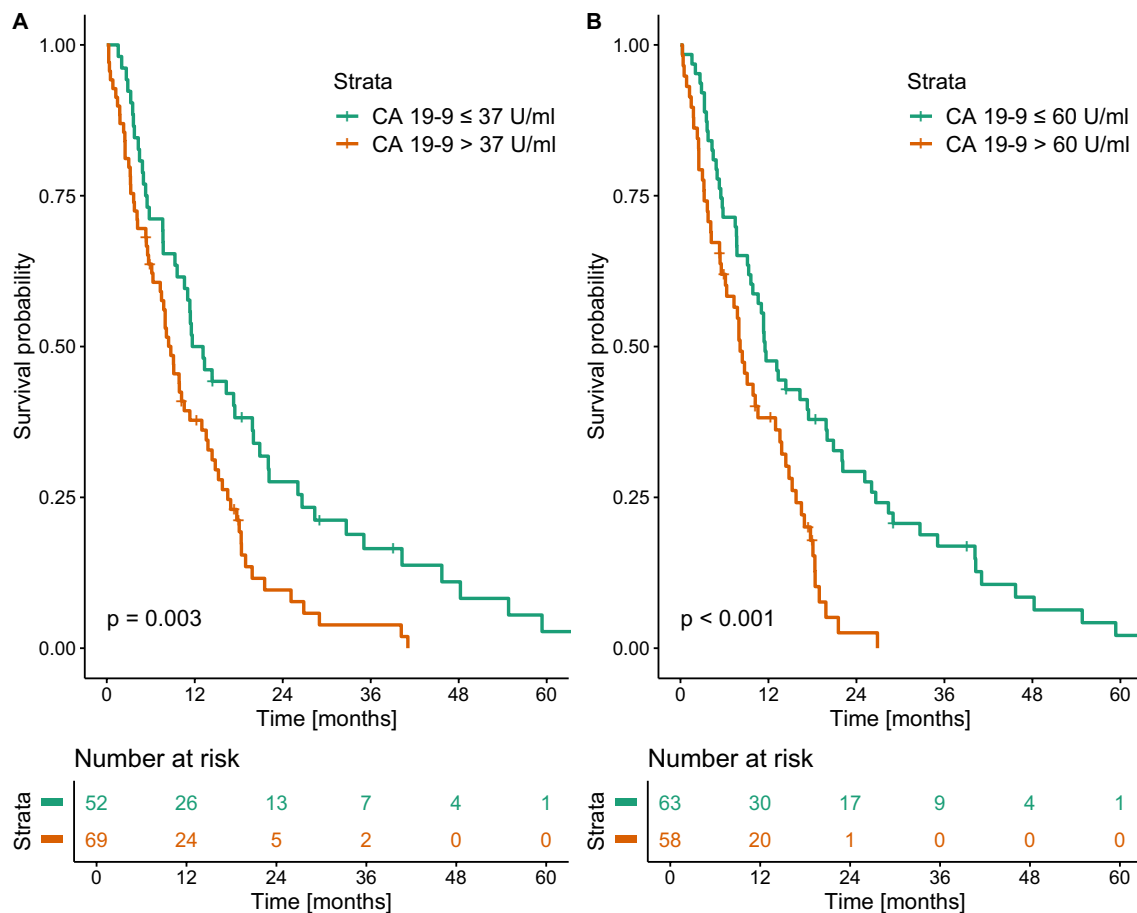 A
Strata
CA 19-9 ≤ 37 U/ml
CA 19-9 > 37 U/ml
Survival probability
1.00
0.75
0.50
0.25
0.00
p = 0.003
0 12 24 36 48 60
Time [months]
Number at risk
Strata
52 26 13 7 4 1
69 24 5 2 0 0
0 12 24 36 48 60
Time [months]
B
Strata
CA 19-9 ≤ 60 U/ml
CA 19-9 > 60 U/ml
Survival probability
1.00
0.75
0.50
0.25
0.00
p < 0.001
0 12 24 36 48 60
Time [months]
Number at risk
Strata
63 30 17 9 4 1
58 20 1 0 0 0
0 12 24 36 48 60
Time [months]